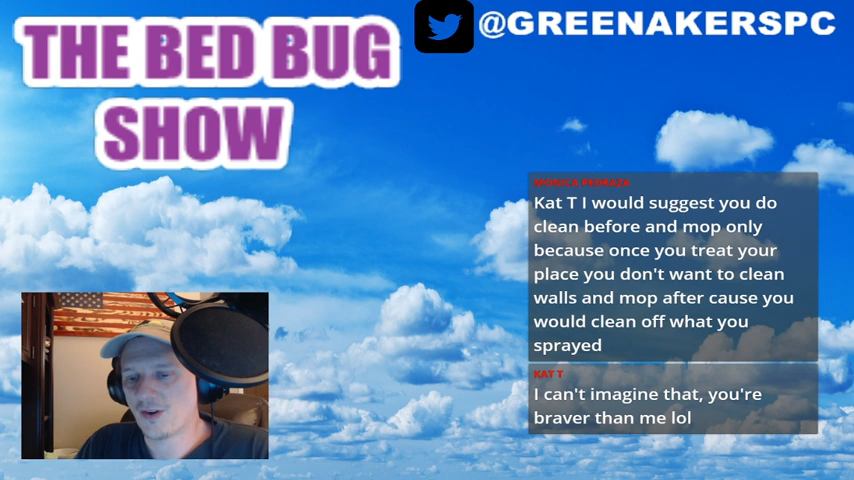 THE BED BUG
SHOW
@GREENAKERSPC
MONICA PEDRAZA
Kat T I would suggest you do
clean before and mop only
because once you treat your
place you don't want to clean
walls and mop after cause you
would clean off what you
sprayed
KAT T
I can't imagine that, you're
braver than me lol